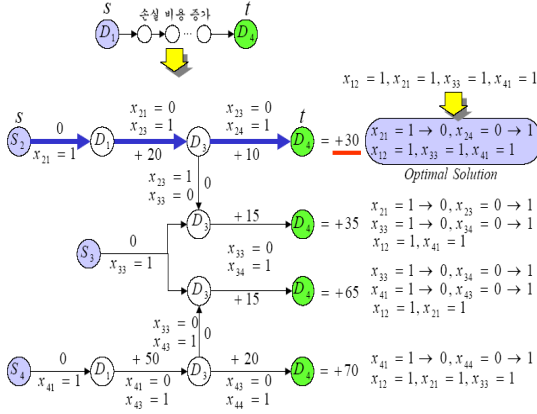 s 손실 비용 증가 t
D₁ ... D₄
x₁₂ = 1, x₂₁ = 1, x₃₃ = 1, x₄₁ = 1
s t
S₂ 0 x₂₁ = 1 D₁ x₂₁ = 0 x₂₃ = 1 +20 D₃ x₂₃ = 0 x₂₄ = 1 +10 D₄ = +30
x₂₁ = 1 → 0, x₂₄ = 0 → 1
x₁₂ = 1, x₃₃ = 1, x₄₁ = 1
Optimal Solution
x₂₃ = 1 0
x₃₃ = 0
S₃ 0 x₃₃ = 1
D₃ +15 D₄ = +35
x₂₁ = 1 → 0, x₂₃ = 0 → 1
x₃₃ = 1 → 0, x₃₄ = 0 → 1
x₁₂ = 1, x₄₁ = 1
x₃₃ = 0
x₃₄ = 1
D₃ +15 D₄ = +65
x₃₃ = 1 → 0, x₃₄ = 0 → 1
x₄₁ = 1 → 0, x₄₃ = 0 → 1
x₁₂ = 1, x₂₁ = 1
x₃₃ = 0 0
x₄₃ = 1
S₄ 0 x₄₁ = 1 D₁ +50 x₄₁ = 0 x₄₃ = 1 D₃ +20 x₄₃ = 0 x₄₄ = 1 D₄ = +70
x₄₁ = 1 → 0, x₄₄ = 0 → 1
x₁₂ = 1, x₂₁ = 1, x₃₃ = 1